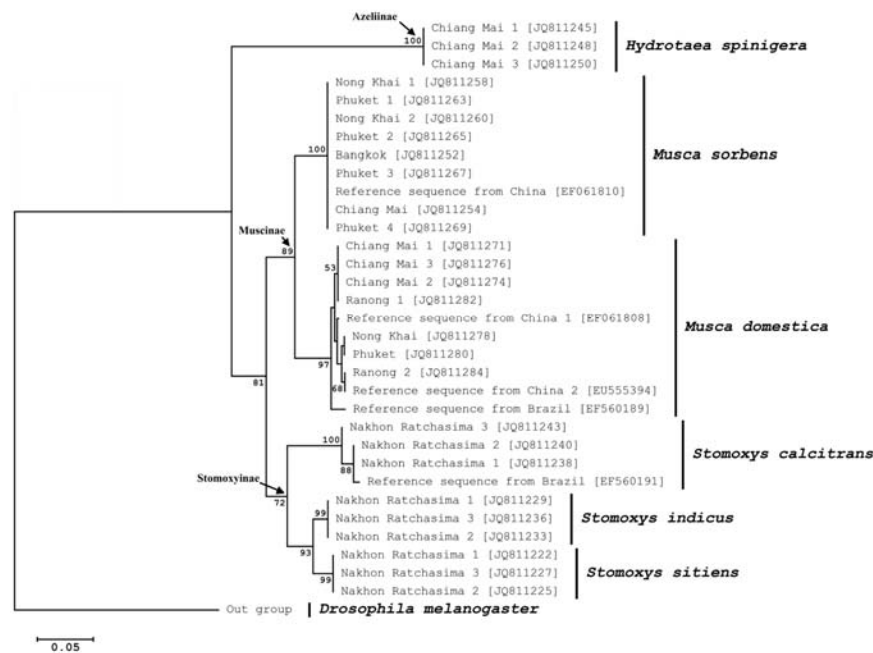 Azeliinae
100
Chiang Mai 1 [JQ811245]
Chiang Mai 2 [JQ811248]
Chiang Mai 3 [JQ811250]
Hydrotaea spinigera
Nong Khai 1 [JQ811258]
Phuket 1 [JQ811263]
Nong Khai 2 [JQ811260]
Phuket 2 [JQ811265]
100
Bangkok [JQ811252]
Phuket 3 [JQ811267]
Reference sequence from China [EF061810]
Chiang Mai [JQ811254]
Phuket 4 [JQ811269]
Musca sorbens
Muscinae
89
Chiang Mai 1 [JQ811271]
53
Chiang Mai 3 [JQ811276]
Chiang Mai 2 [JQ811274]
Ranong 1 [JQ811282]
Reference sequence from China 1 [EF061808]
Nong Khai [JQ811278]
Phuket [JQ811280]
97
Ranong 2 [JQ811284]
68
Reference sequence from China 2 [EU555394]
Reference sequence from Brazil [EF560189]
Musca domestica
81
Nakhon Ratchasima 3 [JQ811243]
100
Nakhon Ratchasima 2 [JQ811240]
Nakhon Ratchasima 1 [JQ811238]
88
Reference sequence from Brazil [EF560191]
Stomoxys calcitrans
Stomoxyinae
72
Nakhon Ratchasima 1 [JQ811229]
99
Nakhon Ratchasima 3 [JQ811236]
Nakhon Ratchasima 2 [JQ811233]
Stomoxys indicus
93
Nakhon Ratchasima 1 [JQ811222]
99
Nakhon Ratchasima 3 [JQ811227]
Nakhon Ratchasima 2 [JQ811225]
Stomoxys sitiens
Out group
Drosophila melanogaster
0.05